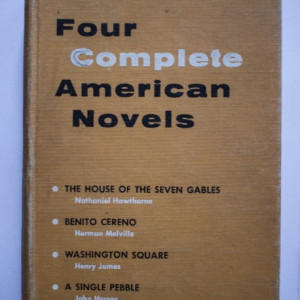 Four
Complete
American
Novels
THE HOUSE OF THE SEVEN GABLES
Nathaniel Hawthorne
BENITO CERENO
Herman Melville
WASHINGTON SQUARE
Henry James
A SINGLE PEBBLE
John Hersey